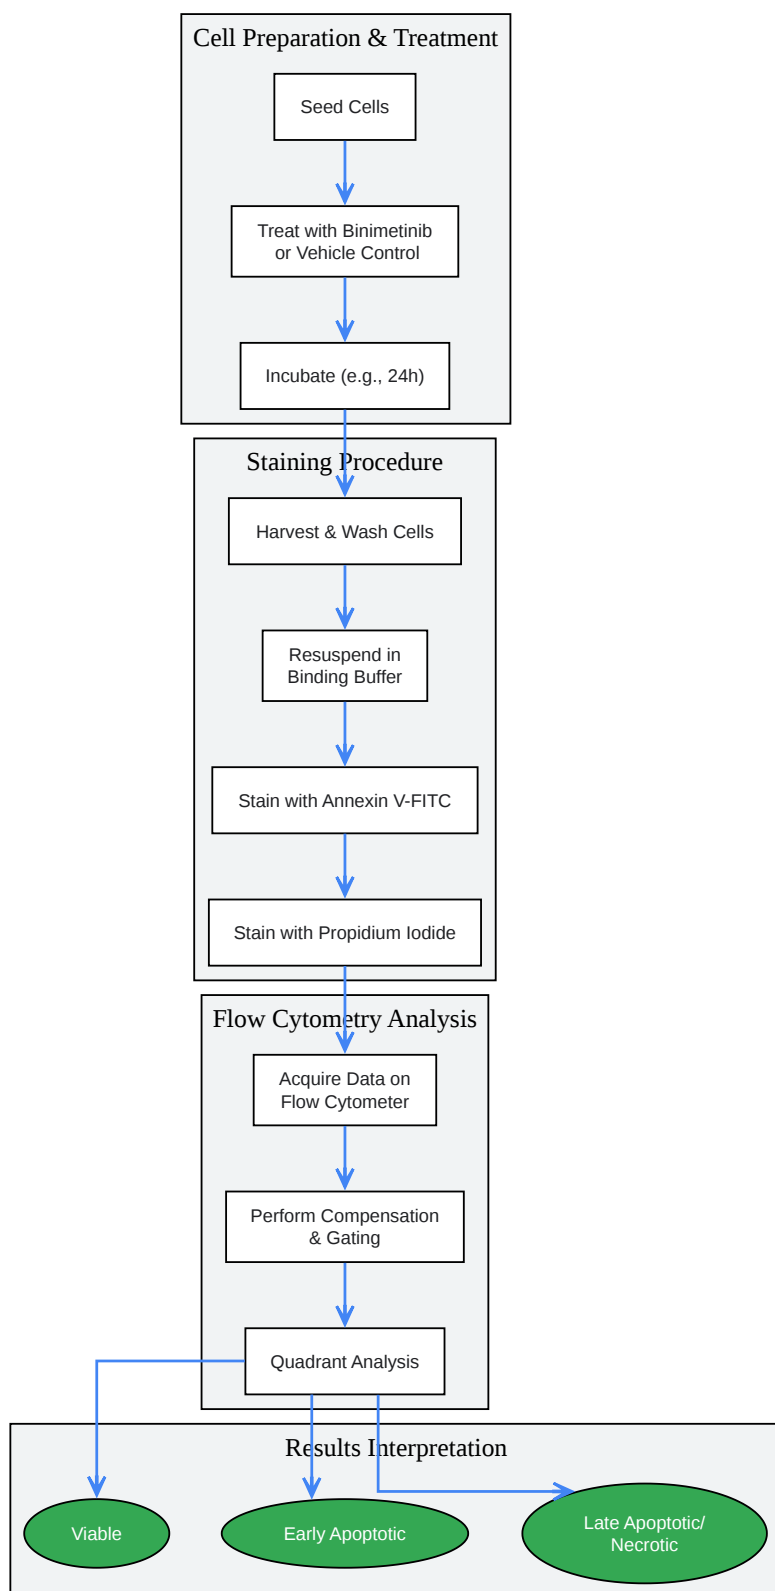 Cell Preparation & Treatment
Seed Cells
Treat with Binimetinib
or Vehicle Control
Incubate (e.g., 24h)
Staining Procedure
Harvest & Wash Cells
Resuspend in
Binding Buffer
Stain with Annexin V-FITC
Stain with Propidium Iodide
Flow Cytometry Analysis
Acquire Data on
Flow Cytometer
Perform Compensation
& Gating
Quadrant Analysis
Results Interpretation
Viable
Early Apoptotic
Late Apoptotic/
Necrotic